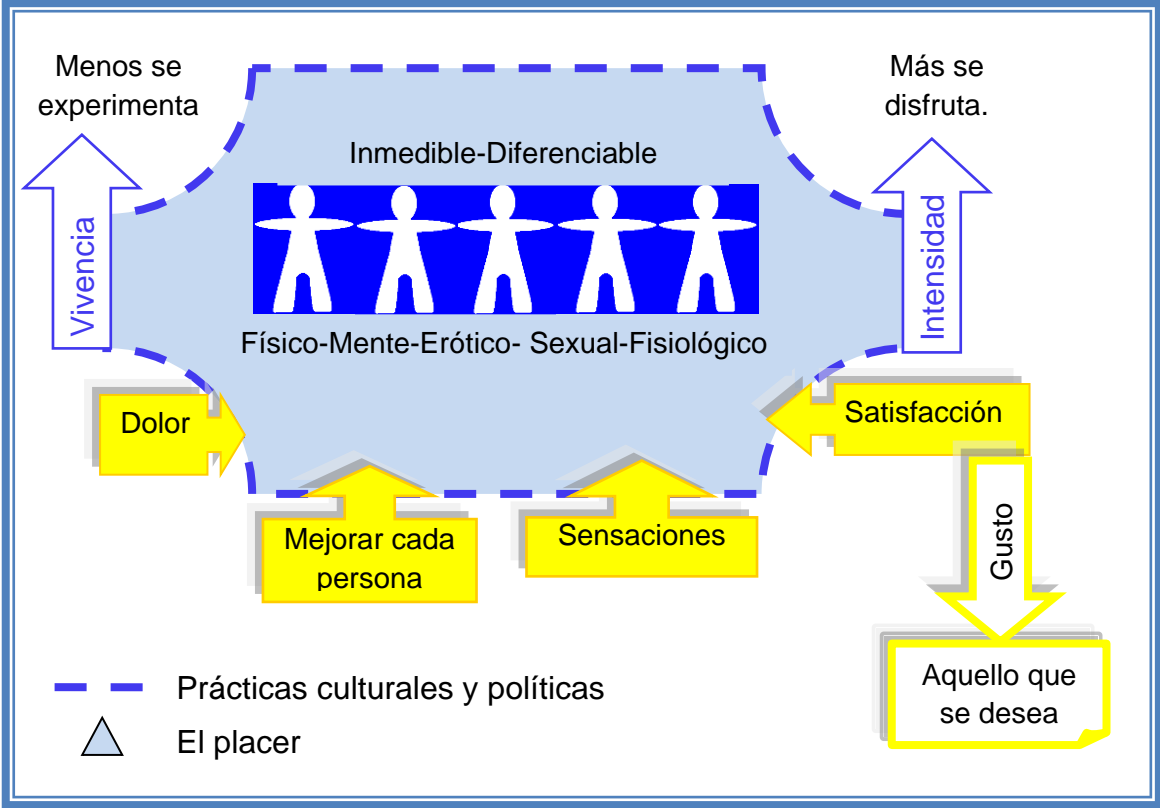 Menos se
experimenta
Más se
disfruta.
Inmedible-Diferenciable
Vivencia
Intensidad
Físico-Mente-Erótico- Sexual-Fisiológico
Dolor
Satisfacción
Mejorar cada
persona
Sensaciones
Gusto
Aquello que
se desea
Prácticas culturales y políticas
El placer